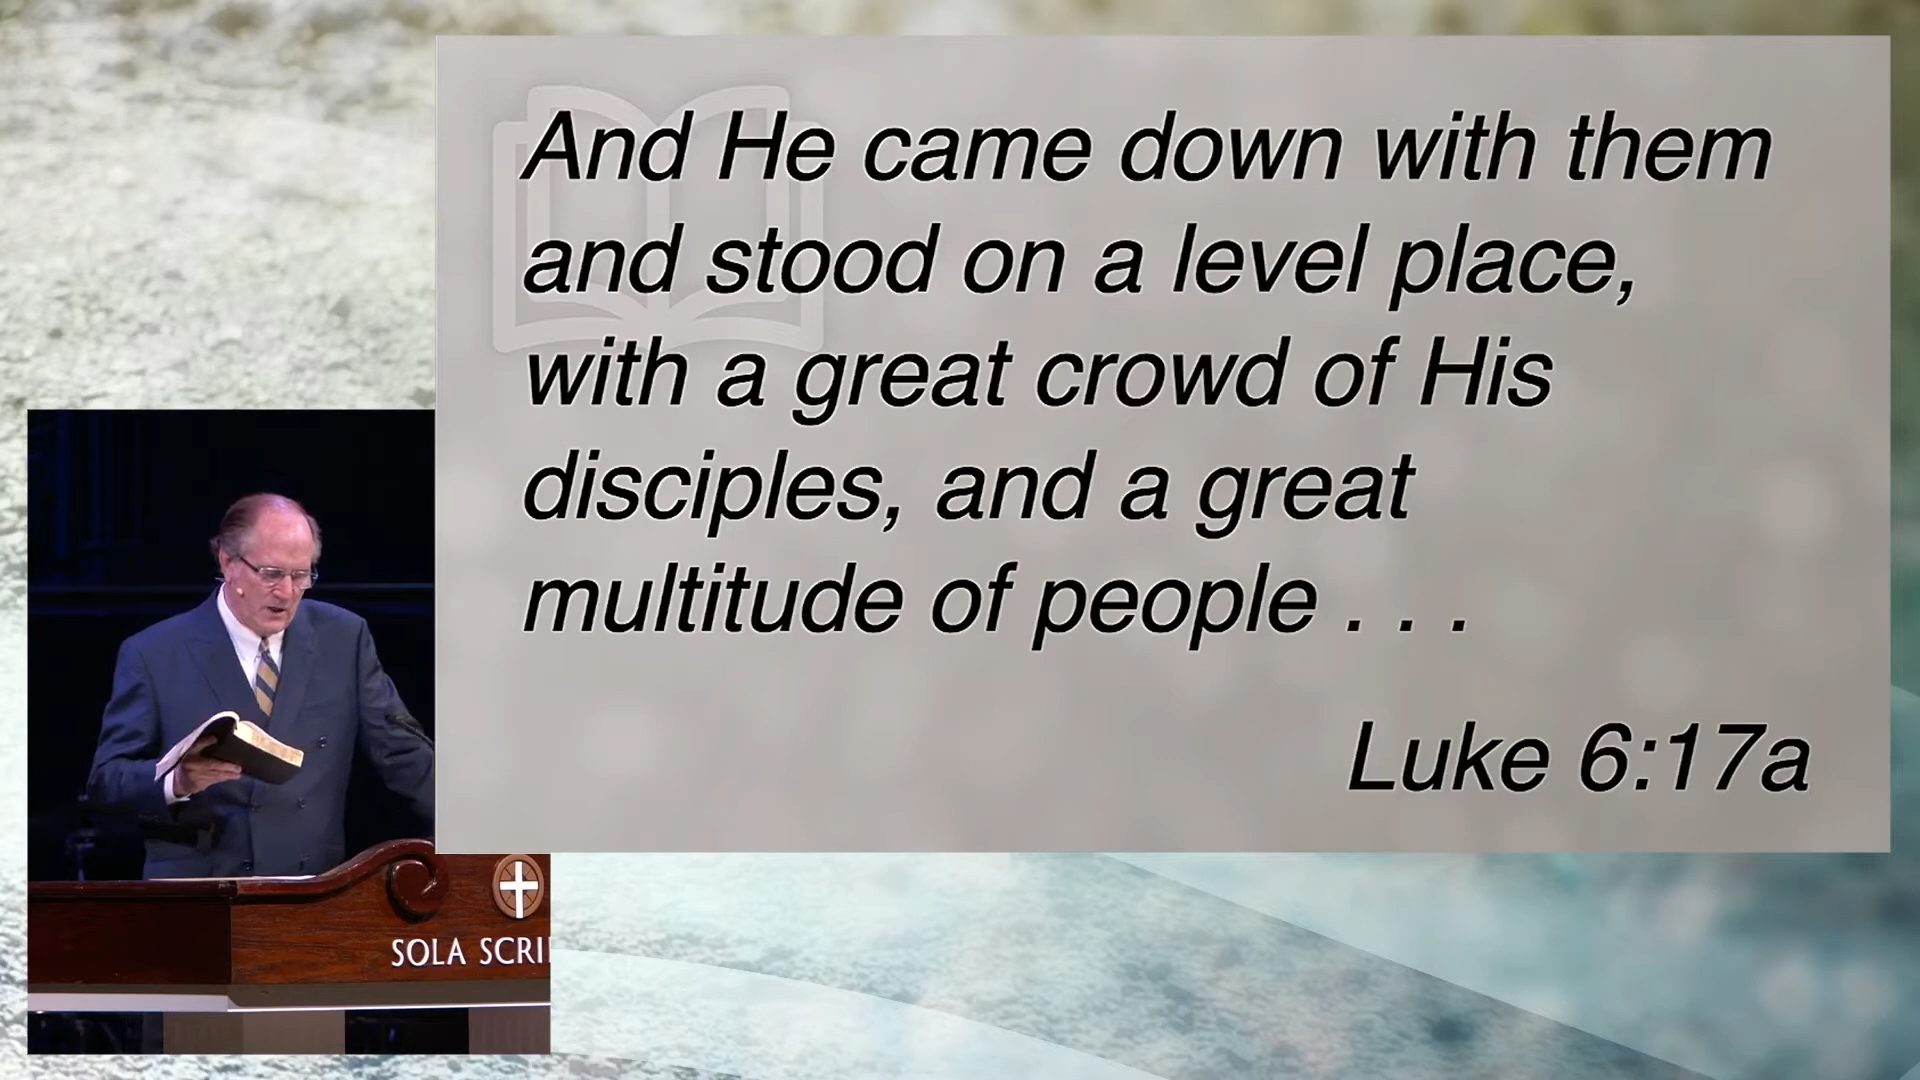 And He came down with them
and stood on a level place,
with a great crowd of His
disciples, and a great
multitude of people . . .
Luke 6:17a
SOLA SCRI